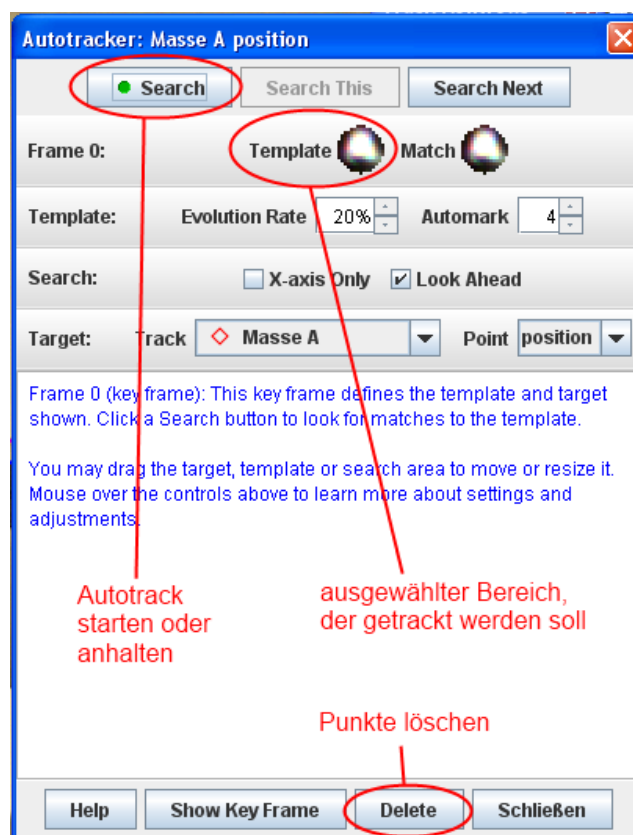 Autotracker: Masse A position
Search Search This Search Next
Frame 0: Template Match
Template: Evolution Rate 20% Automark 4
Search: X-axis Only Look Ahead
Target: Track Masse A Point position
Frame 0 (key frame): This key frame defines the template and target
shown. Click a Search button to look for matches to the template.
You may drag the target, template or search area to move or resize it.
Mouse over the controls above to learn more about settings and
adjustments.
Autotrack
starten oder
anhalten
ausgewählter Bereich,
der getrackt werden soll
Punkte löschen
Help Show Key Frame Delete Schließen